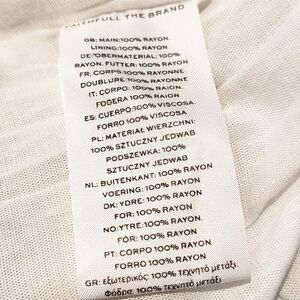 FAITHFULL THE BRAND
GB: MAIN:100% RAYON.
LINING:100% RAYON.
DE:OBERMATERIAL: 100%
RAYON. FUTTER: 100% RAYON
FR: CORPS:100% RAYONNE.
DOUBLURE:100% RAYONNE
IT: CORPO: 100% RAION.
FODERA 100% RAION
ES: CUERPO:100% VISCOSA.
FORRO 100% VISCOSA
PL: MATERIAŁ WIERZCHNI:
100% SZTUCZNY JEDWAB.
PODSZEWKA: 100%
SZTUCZNY JEDWAB
NL: BUITENKANT: 100% RAYON.
VOERING: 100% RAYON
DK: YDRE: 100% RAYON.
FOR: 100% RAYON
NO:YTRE: 100% RAYON.
FOR: 100% RAYON
PT: CORPO 100% RAYON
FORRO 100% RAYON
GR: εξωτερικός: 100% τεχνητό μετάξι.
Φόδρα: 100% τεχνητό μετάξι